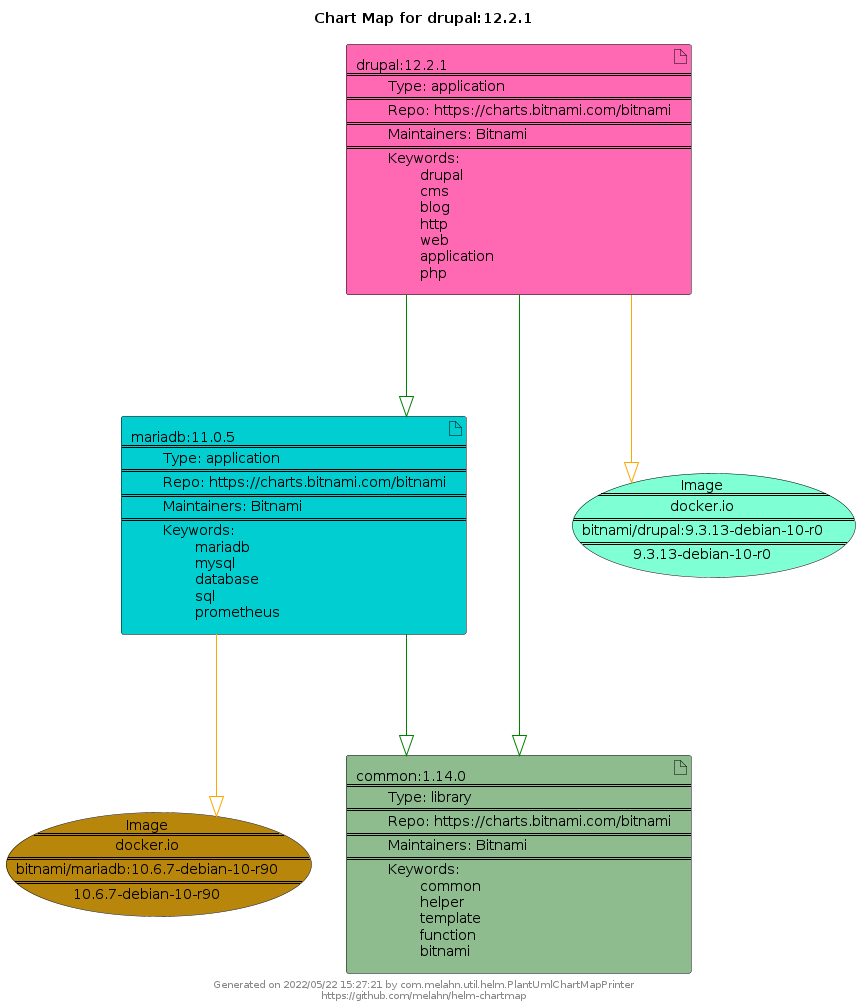 Chart Map for drupal:12.2.1
drupal:12.2.1
Type: application
Repo: https://charts.bitnami.com/bitnami
Maintainers: Bitnami
Keywords:
drupal
cms
blog
http
web
application
php
mariadb:11.0.5
Type: application
Repo: https://charts.bitnami.com/bitnami
Maintainers: Bitnami
Keywords:
mariadb
mysql
database
sql
prometheus
Image
docker.io
bitnami/drupal:9.3.13-debian-10-r0
9.3.13-debian-10-r0
common:1.14.0
Type: library
Repo: https://charts.bitnami.com/bitnami
Maintainers: Bitnami
Keywords:
common
helper
template
function
bitnami
Image
docker.io
bitnami/mariadb:10.6.7-debian-10-r90
10.6.7-debian-10-r90
Generated on 2022/05/22 15:27:21 by com.melahn.util.helm.PlantUmlChartMapPrinter
https://github.com/melahn/helm-chartmap